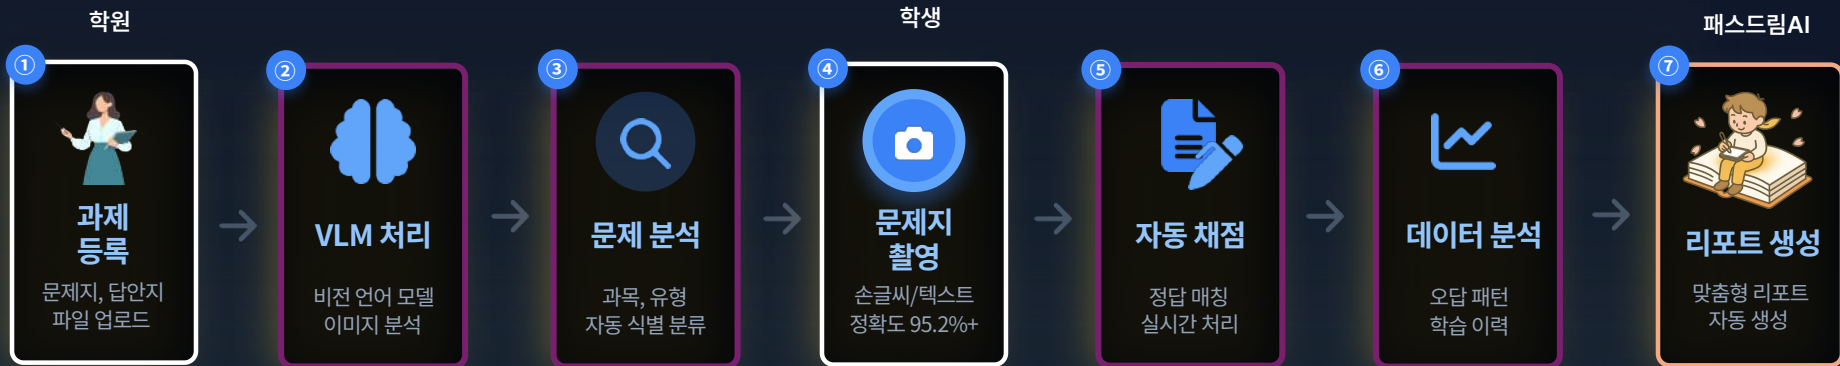 학원
학생
패스드림AI
①
과제
등록
문제지, 답안지
파일 업로드
②
VLM 처리
비전 언어 모델
이미지 분석
③
문제 분석
과목, 유형
자동 식별 분류
④
문제지
촬영
손글씨/텍스트
정확도 95.2%+
⑤
자동 채점
정답 매칭
실시간 처리
⑥
데이터 분석
오답 패턴
학습 이력
⑦
리포트 생성
맞춤형 리포트
자동 생성